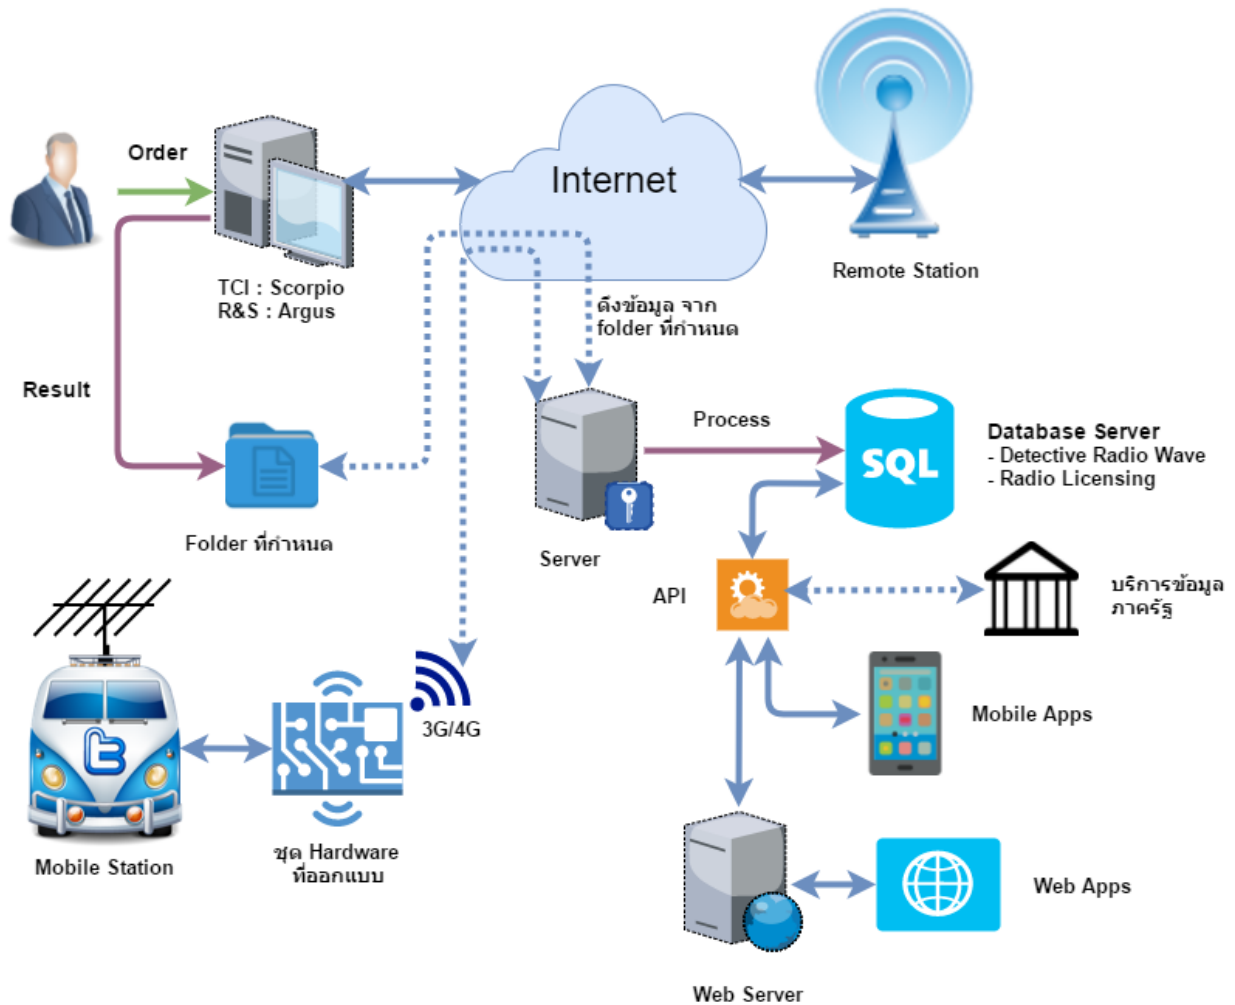 Order
Internet
Remote Station
TCI : Scorpio
R&S : Argus
ดึงข้อมูล จาก
folder ที่กำหนด
Result
Process
SQL
Database Server
- Detective Radio Wave
- Radio Licensing
Folder ที่กำหนด
Server
API
บริการข้อมูล
ภาครัฐ
Mobile Apps
3G/4G
Mobile Station
ชุด Hardware
ที่ออกแบบ
Web Apps
Web Server